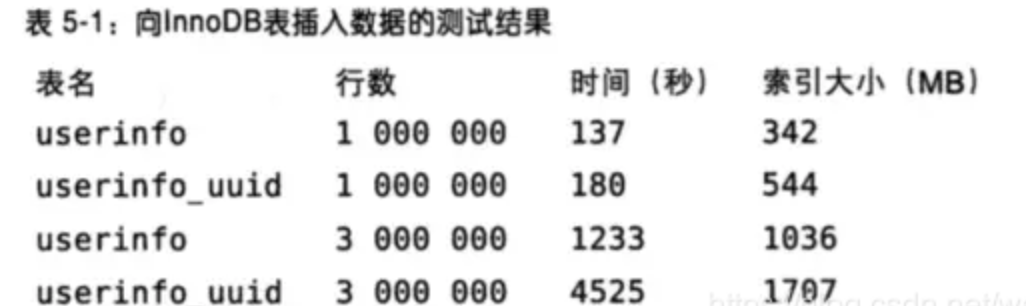 表 5-1：向InnoDB表插入数据的测试结果
表名 行数 时间（秒） 索引大小（MB）
userinfo 1 000 000 137 342
userinfo_uuid 1 000 000 180 544
userinfo 3 000 000 1233 1036
userinfo_uuid 3 000 000 4525 1707